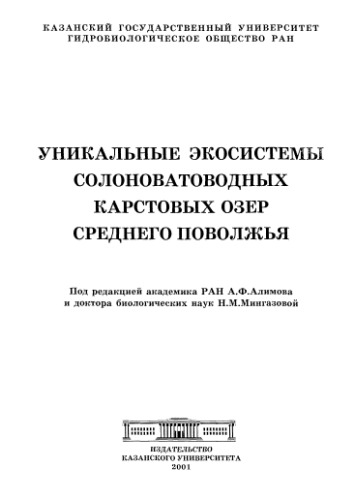 КАЗАНСКИЙ ГОСУДАРСТВЕННЫЙ УНИВЕРСИТЕТ
ГИДРОБИОЛОГИЧЕСКОЕ ОБЩЕСТВО РАН
УНИКАЛЬНЫЕ ЭКОСИСТЕМЫ
СОЛОНОВАТОВОДНЫХ
КАРСТОВЫХ ОЗЕР
СРЕДНЕГО ПОВОЛЖЬЯ
Под редакцией академика РАН А.Ф.Алимова
и доктора биологических наук Н.М.Мингазовой
ИЗДАТЕЛЬСТВО
КАЗАНСКОГО УНИВЕРСИТЕТА
2001